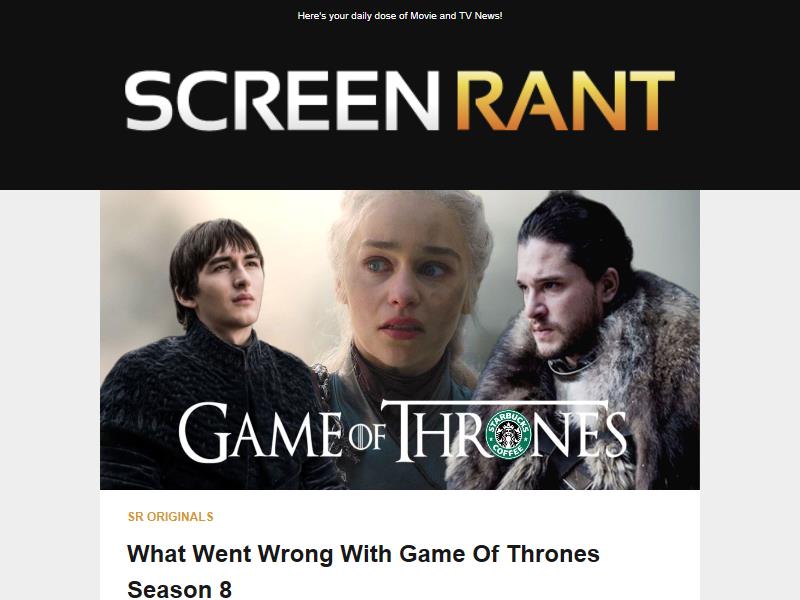 Here's your daily dose of Movie and TV News!
SCREEN RANT
GAME OF THRONES
STARBUCKS
COFFEE
SR ORIGINALS
What Went Wrong With Game Of Thrones
Season 8